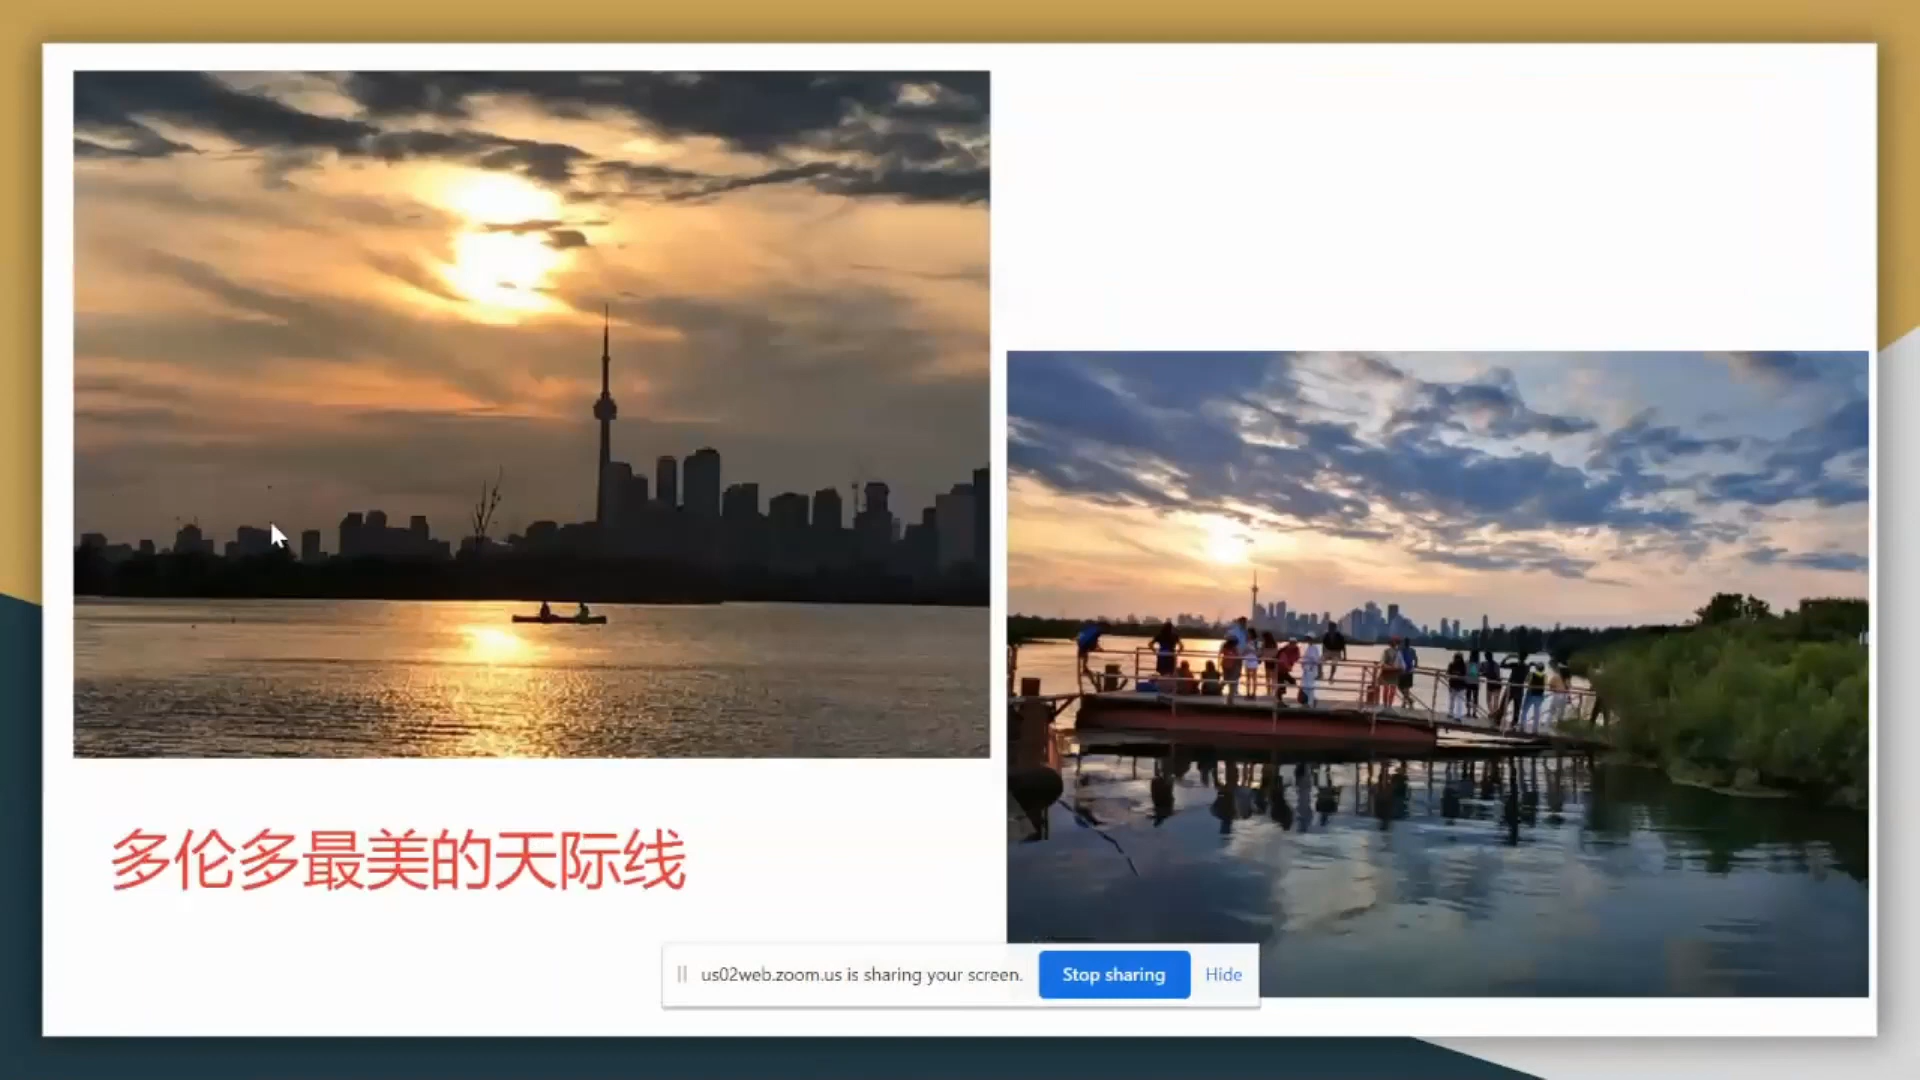 多伦多最美的天际线
us02web.zoom.us is sharing your screen.
Stop sharing
Hide